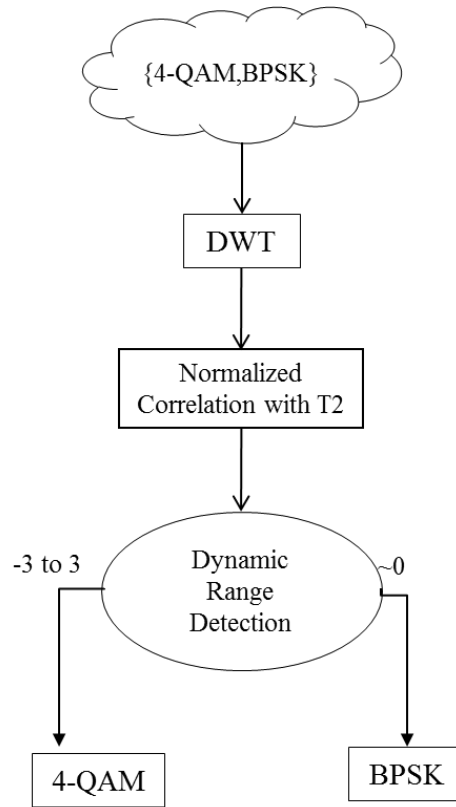 {4-QAM,BPSK}
DWT
Normalized
Correlation with T2
-3 to 3
~0
Dynamic
Range
Detection
4-QAM
BPSK